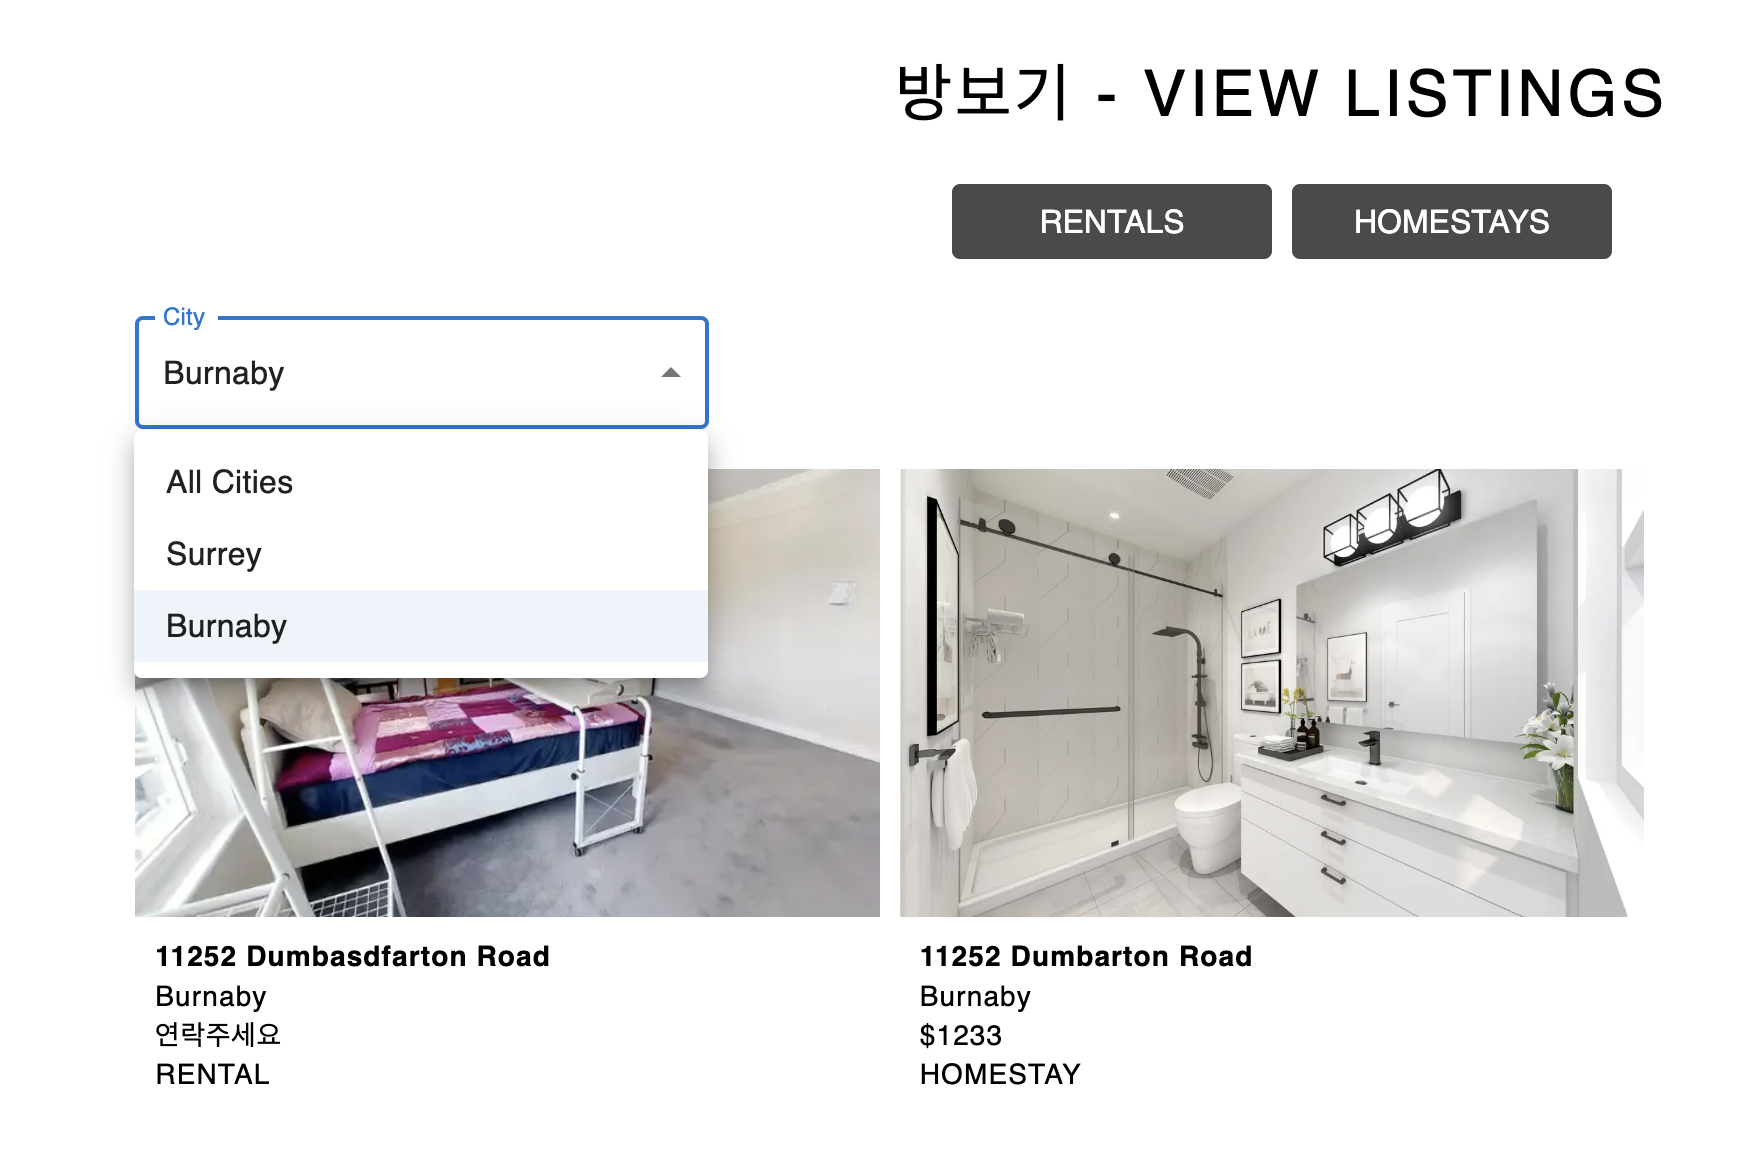 방보기 - VIEW LISTINGS
RENTALS
HOMESTAYS
City
Burnaby
All Cities
Surrey
Burnaby
11252 Dumbasdfarton Road
Burnaby
연락주세요
RENTAL
11252 Dumbarton Road
Burnaby
$1233
HOMESTAY